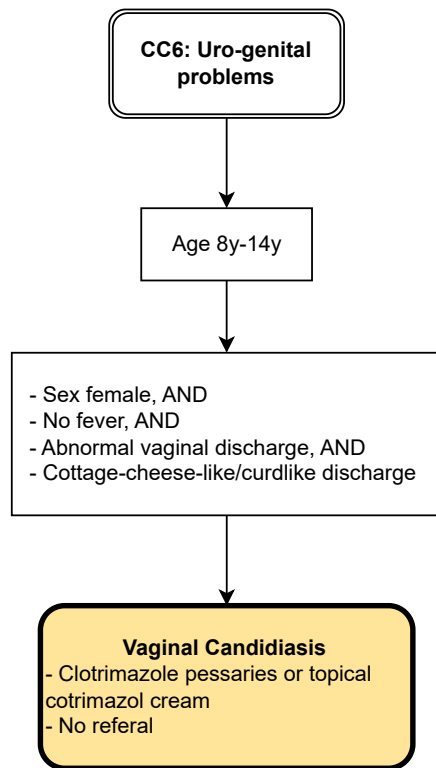 CC6: Uro-genital
problems
Age 8y-14y
- Sex female, AND
- No fever, AND
- Abnormal vaginal discharge, AND
- Cottage-cheese-like/curdlike discharge
Vaginal Candidiasis
- Clotrimazole pessaries or topical
cotrimazol cream
- No referal